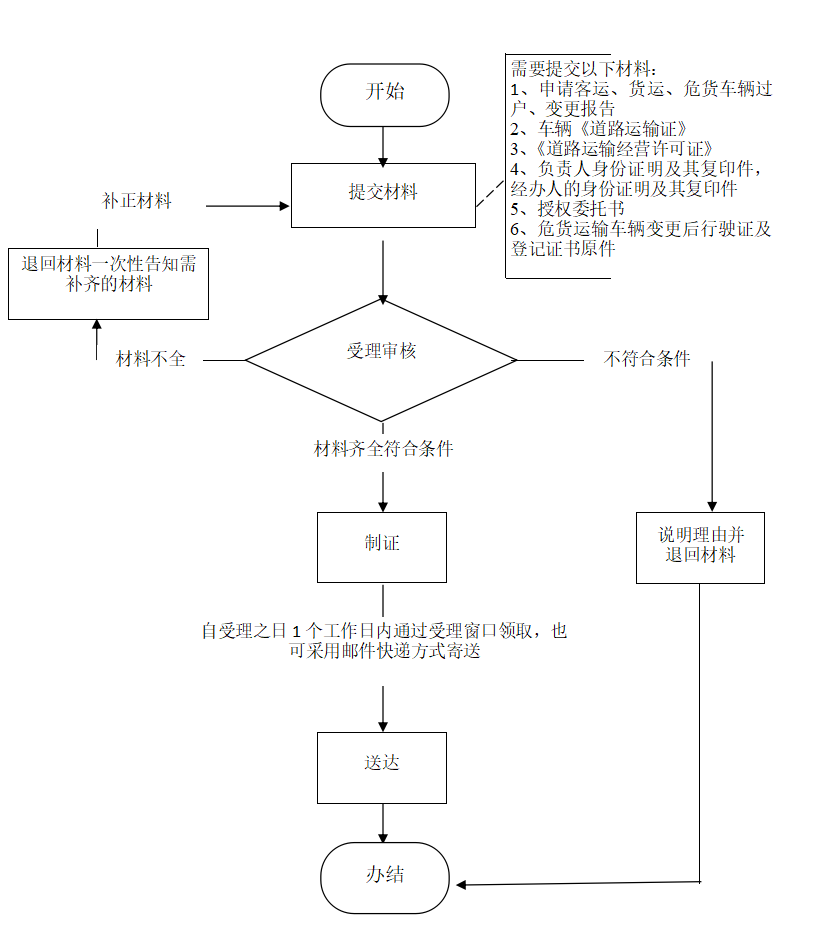 开始
需要提交以下材料：
1、申请客运、货运、危货车辆过
户、变更报告
2、车辆《道路运输证》
3、《道路运输经营许可证》
4、负责人身份证明及其复印件，
经办人的身份证明及其复印件
5、授权委托书
6、危货运输车辆变更后行驶证及
登记证书原件
提交材料
补正材料
退回材料一次性告知需
补齐的材料
受理审核
材料不全
不符合条件
材料齐全符合条件
制证
说明理由并
退回材料
自受理之日1个工作日内通过受理窗口领取，也
可采用邮件快递方式寄送
送达
办结